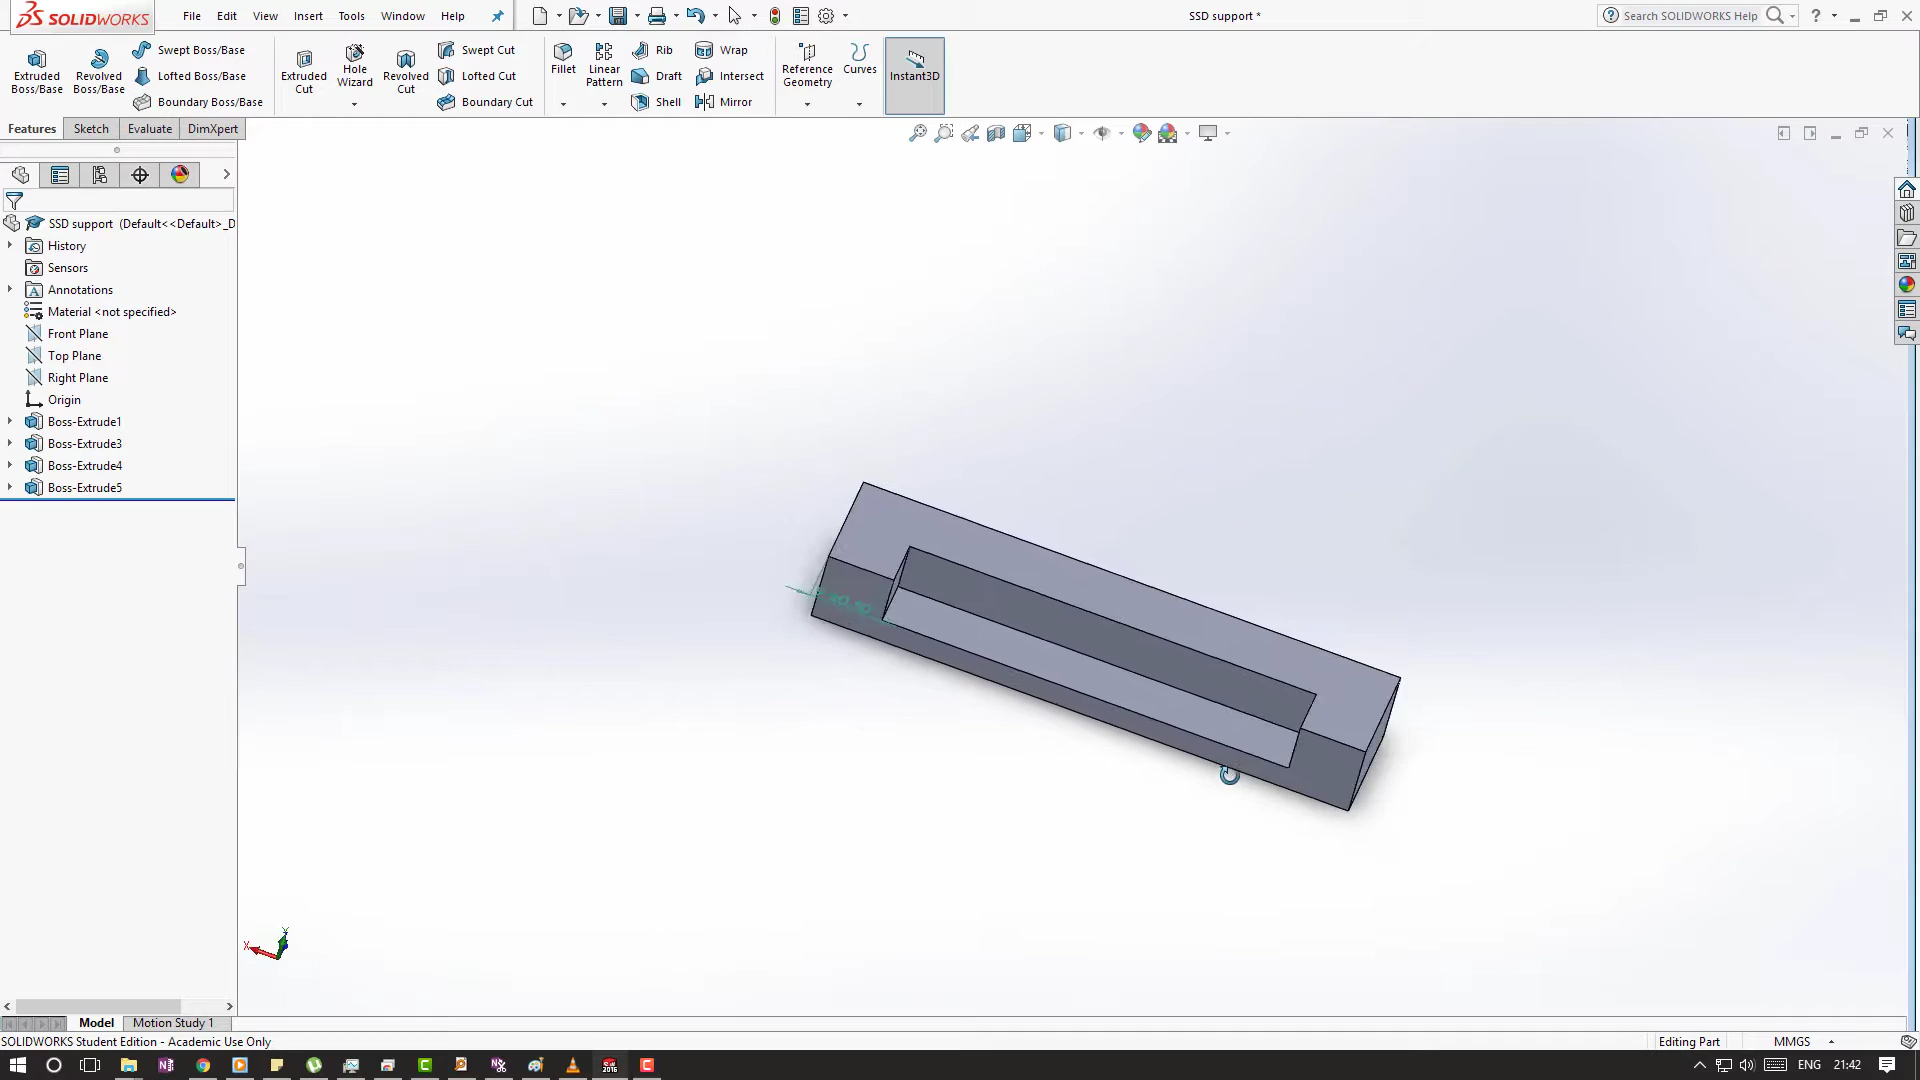 SOLIDWORKS
File Edit View Insert Tools Window Help
SSD support *
Search SOLIDWORKS Help
Extruded Boss/Base
Revolved Boss/Base
Swept Boss/Base
Lofted Boss/Base
Boundary Boss/Base
Extruded Cut
Hole Wizard
Revolved Cut
Swept Cut
Lofted Cut
Boundary Cut
Fillet
Linear Pattern
Rib
Draft
Shell
Wrap
Intersect
Mirror
Reference Geometry
Curves
Instant3D
Features Sketch Evaluate DimXpert
SSD support (Default<<Default>_D
History
Sensors
Annotations
Material <not specified>
Front Plane
Top Plane
Right Plane
Origin
Boss-Extrude1
Boss-Extrude3
Boss-Extrude4
Boss-Extrude5
X
Model Motion Study 1
SOLIDWORKS Student Edition - Academic Use Only
Editing Part MMGS
ENG 21:42